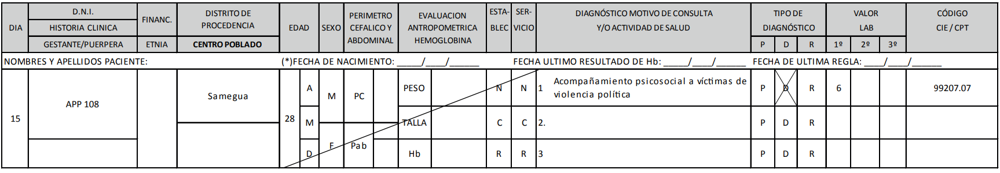 DIA D.N.I. FINANC. DISTRITO DE PROCEDENCIA EDAD SEXO PERIMETRO CEFALICO Y ABDOMINAL EVALUACION ANTROPOMETRICA HEMOGLOBINA ESTA-BLEC SER-VICIO DIAGNÓSTICO MOTIVO DE CONSULTA Y/O ACTIVIDAD DE SALUD TIPO DE DIAGNÓSTICO VALOR LAB CÓDIGO CIE / CPT
HISTORIA CLINICA
GESTANTE/PUERPERA ETNIA CENTRO POBLADO P D R 1º 2º 3º
NOMBRES Y APELLIDOS PACIENTE: (*)FECHA DE NACIMIENTO: _____/____/______ FECHA ULTIMO RESULTADO DE Hb: _____/____/______ FECHA DE ULTIMA REGLA: ____/____/______
15 APP 108 Samegua 28 A M PC PESO N N 1 Acompañamiento psicosocial a víctimas de violencia política P D R 6 99207.07
M TALLA C C 2. P D R
D F Pab Hb R R 3 P D R